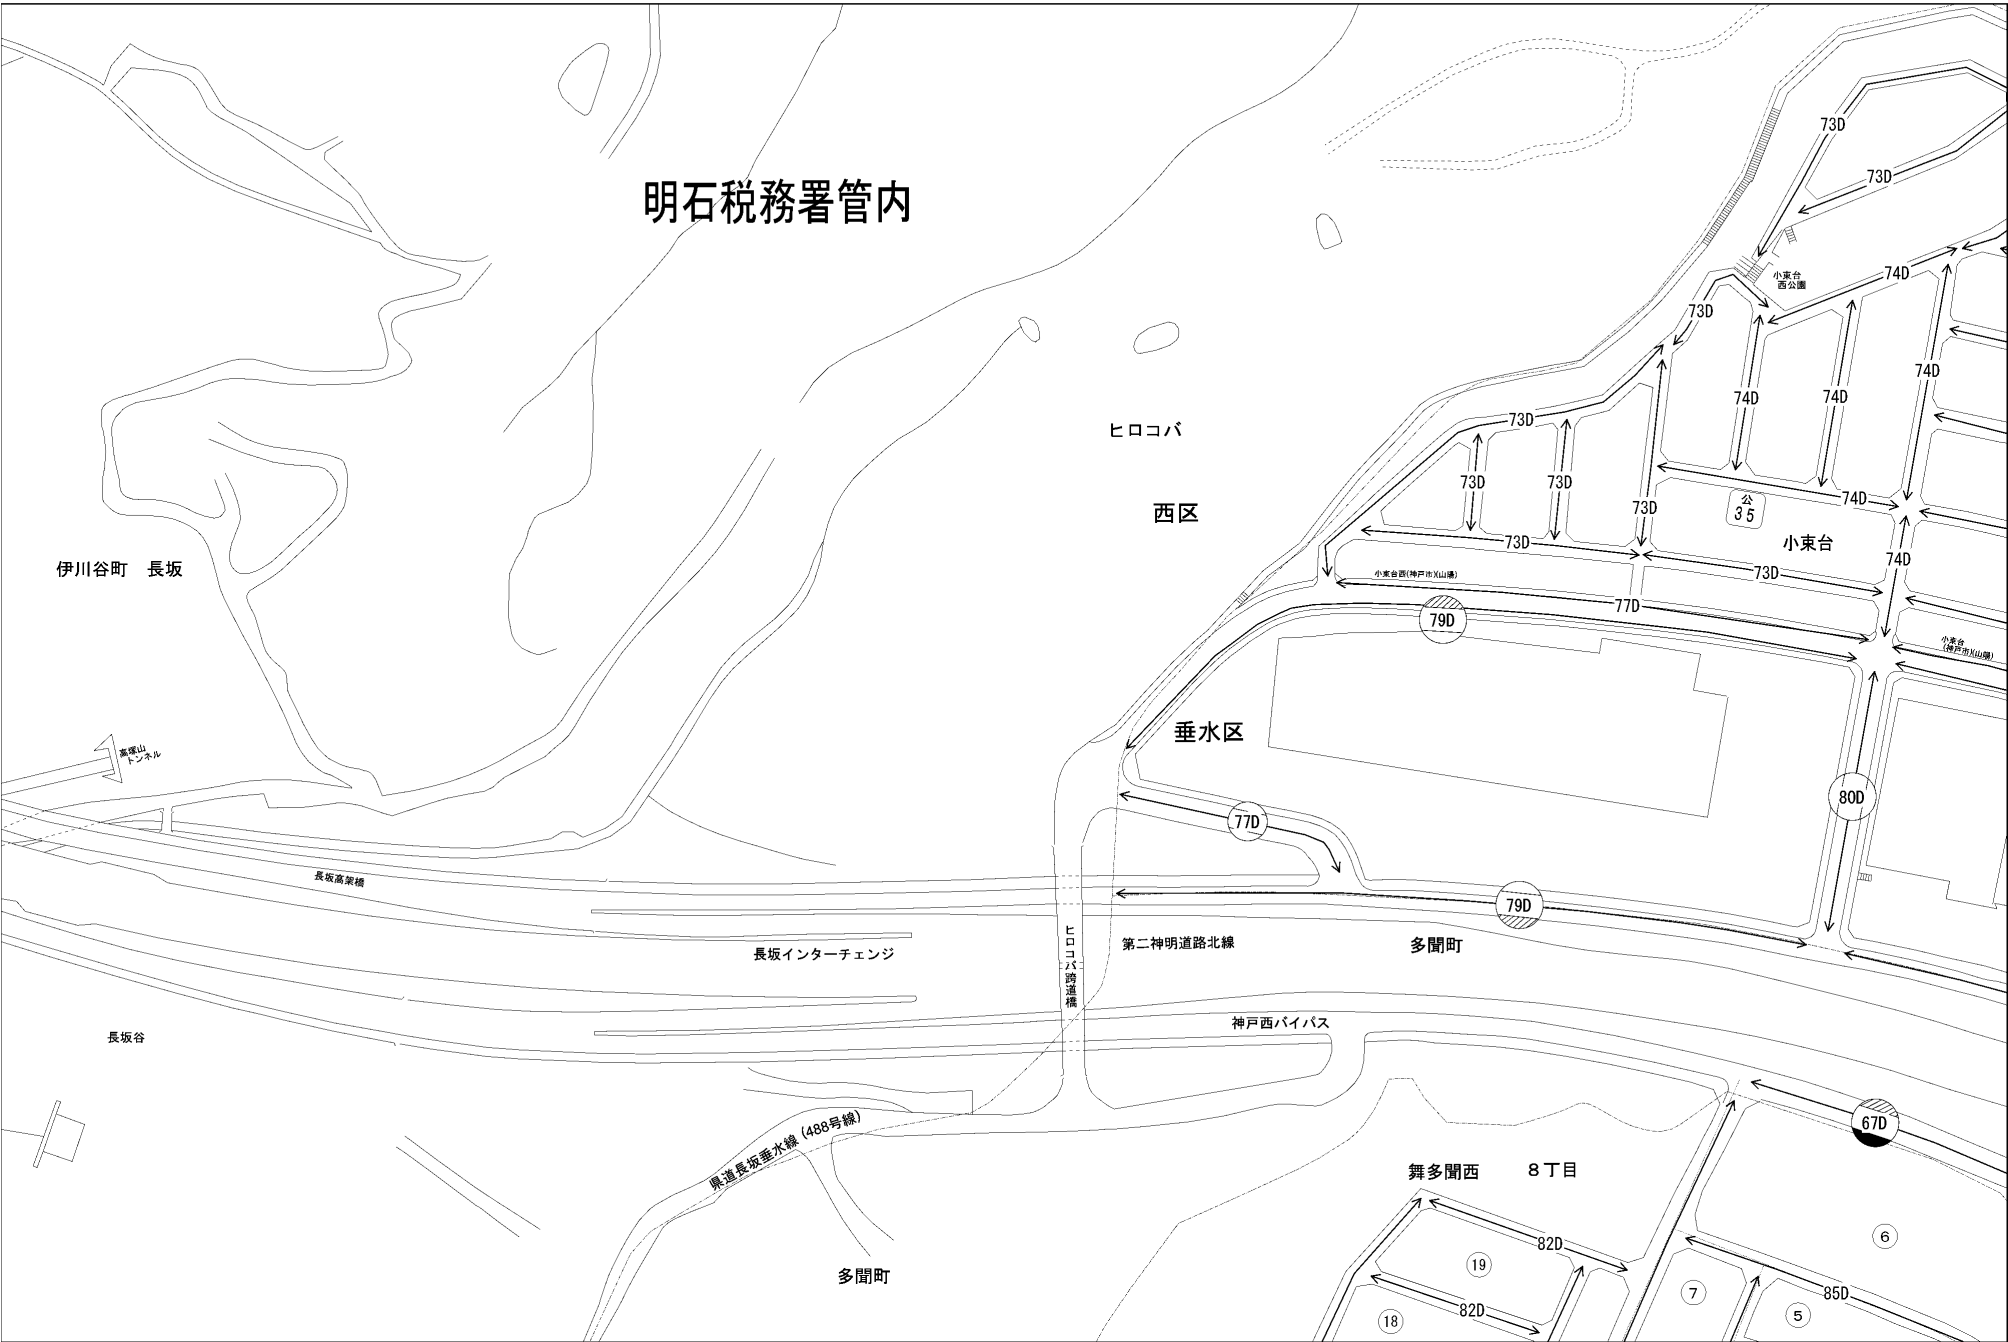 明石税務署管内
73D
73D
小束台
西公園
74D
73D
74D
74D
74D
73D
ヒロコバ
73D
73D
74D
公
35
73D
西区
小束台
73D
74D
73D
伊川谷町 長坂
小束台西(神戸市)(山陽)
77D
79D
小束台
(神戸市)(山陽)
垂水区
高塚山
トンネル
80D
77D
長坂高架橋
79D
ヒロコバ跨道橋
第二神明道路北線
多聞町
長坂インターチェンジ
神戸西バイパス
長坂谷
67D
県道長坂垂水線(488号線)
舞多聞西 8丁目
82D
6
19
多聞町
7
85D
82D
18
5